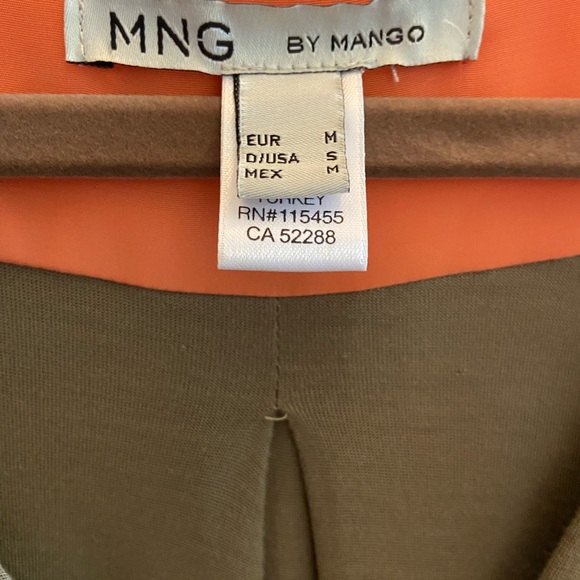 MNG BY MANGO
EUR M
D/USA S
MEX M
TURKEY
RN#115455
CA 52288